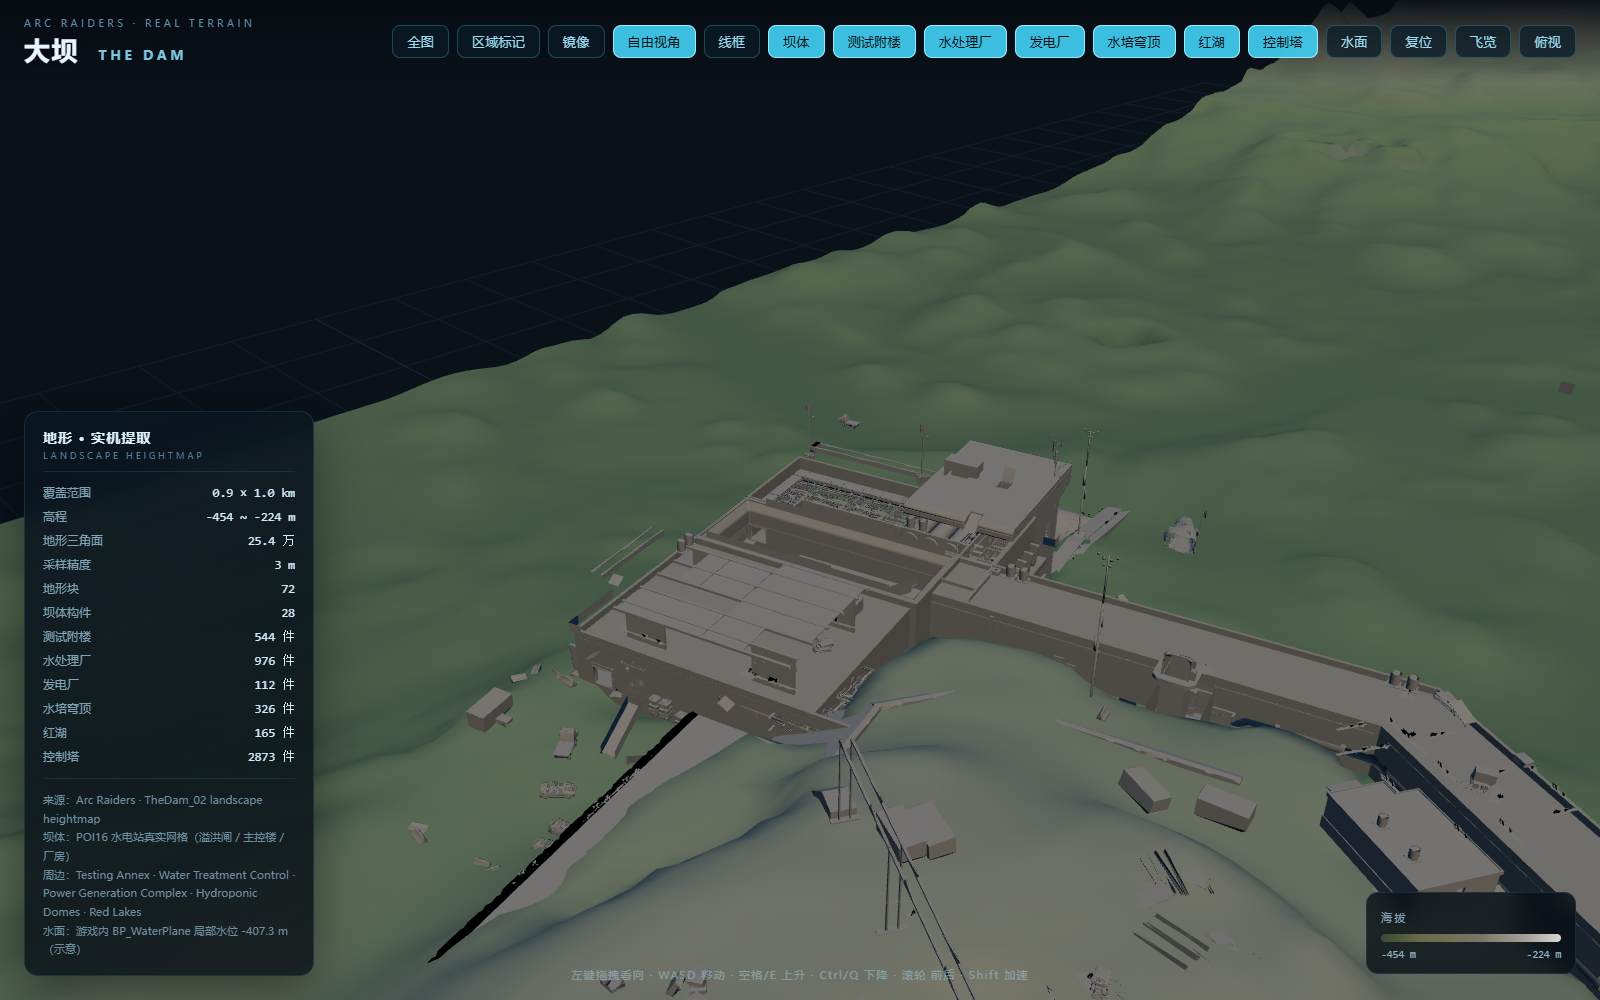 ARC RAIDERS · REAL TERRAIN
大坝 THE DAM
全图 区域标记 镜像 自由视角 线框 坝体 测试附楼 水处理厂 发电厂 水培穹顶 红湖 控制塔 水面 复位 飞览 俯视
地形 • 实机提取
LANDSCAPE HEIGHTMAP
覆盖范围 0.9 × 1.0 km
高程 -454 ~ -224 m
地形三角面 25.4 万
采样精度 3 m
地形块 72
坝体构件 28
测试附楼 544 件
水处理厂 976 件
发电厂 112 件
水培穹顶 326 件
红湖 165 件
控制塔 2873 件
来源：Arc Raiders · TheDam_02 landscape
heightmap
坝体：POI16 水电站真实网格（溢洪闸 / 主控楼 /
厂房）
周边：Testing Annex · Water Treatment Control ·
Power Generation Complex · Hydroponic
Domes · Red Lakes
水面：游戏内 BP_WaterPlane 局部水位 -407.3 m
（示意）
海拔
-454 m -224 m
左键拖拽看向 · WASD 移动 · 空格/E 上升 · Ctrl/Q 下降 · 滚轮 前后 · Shift 加速